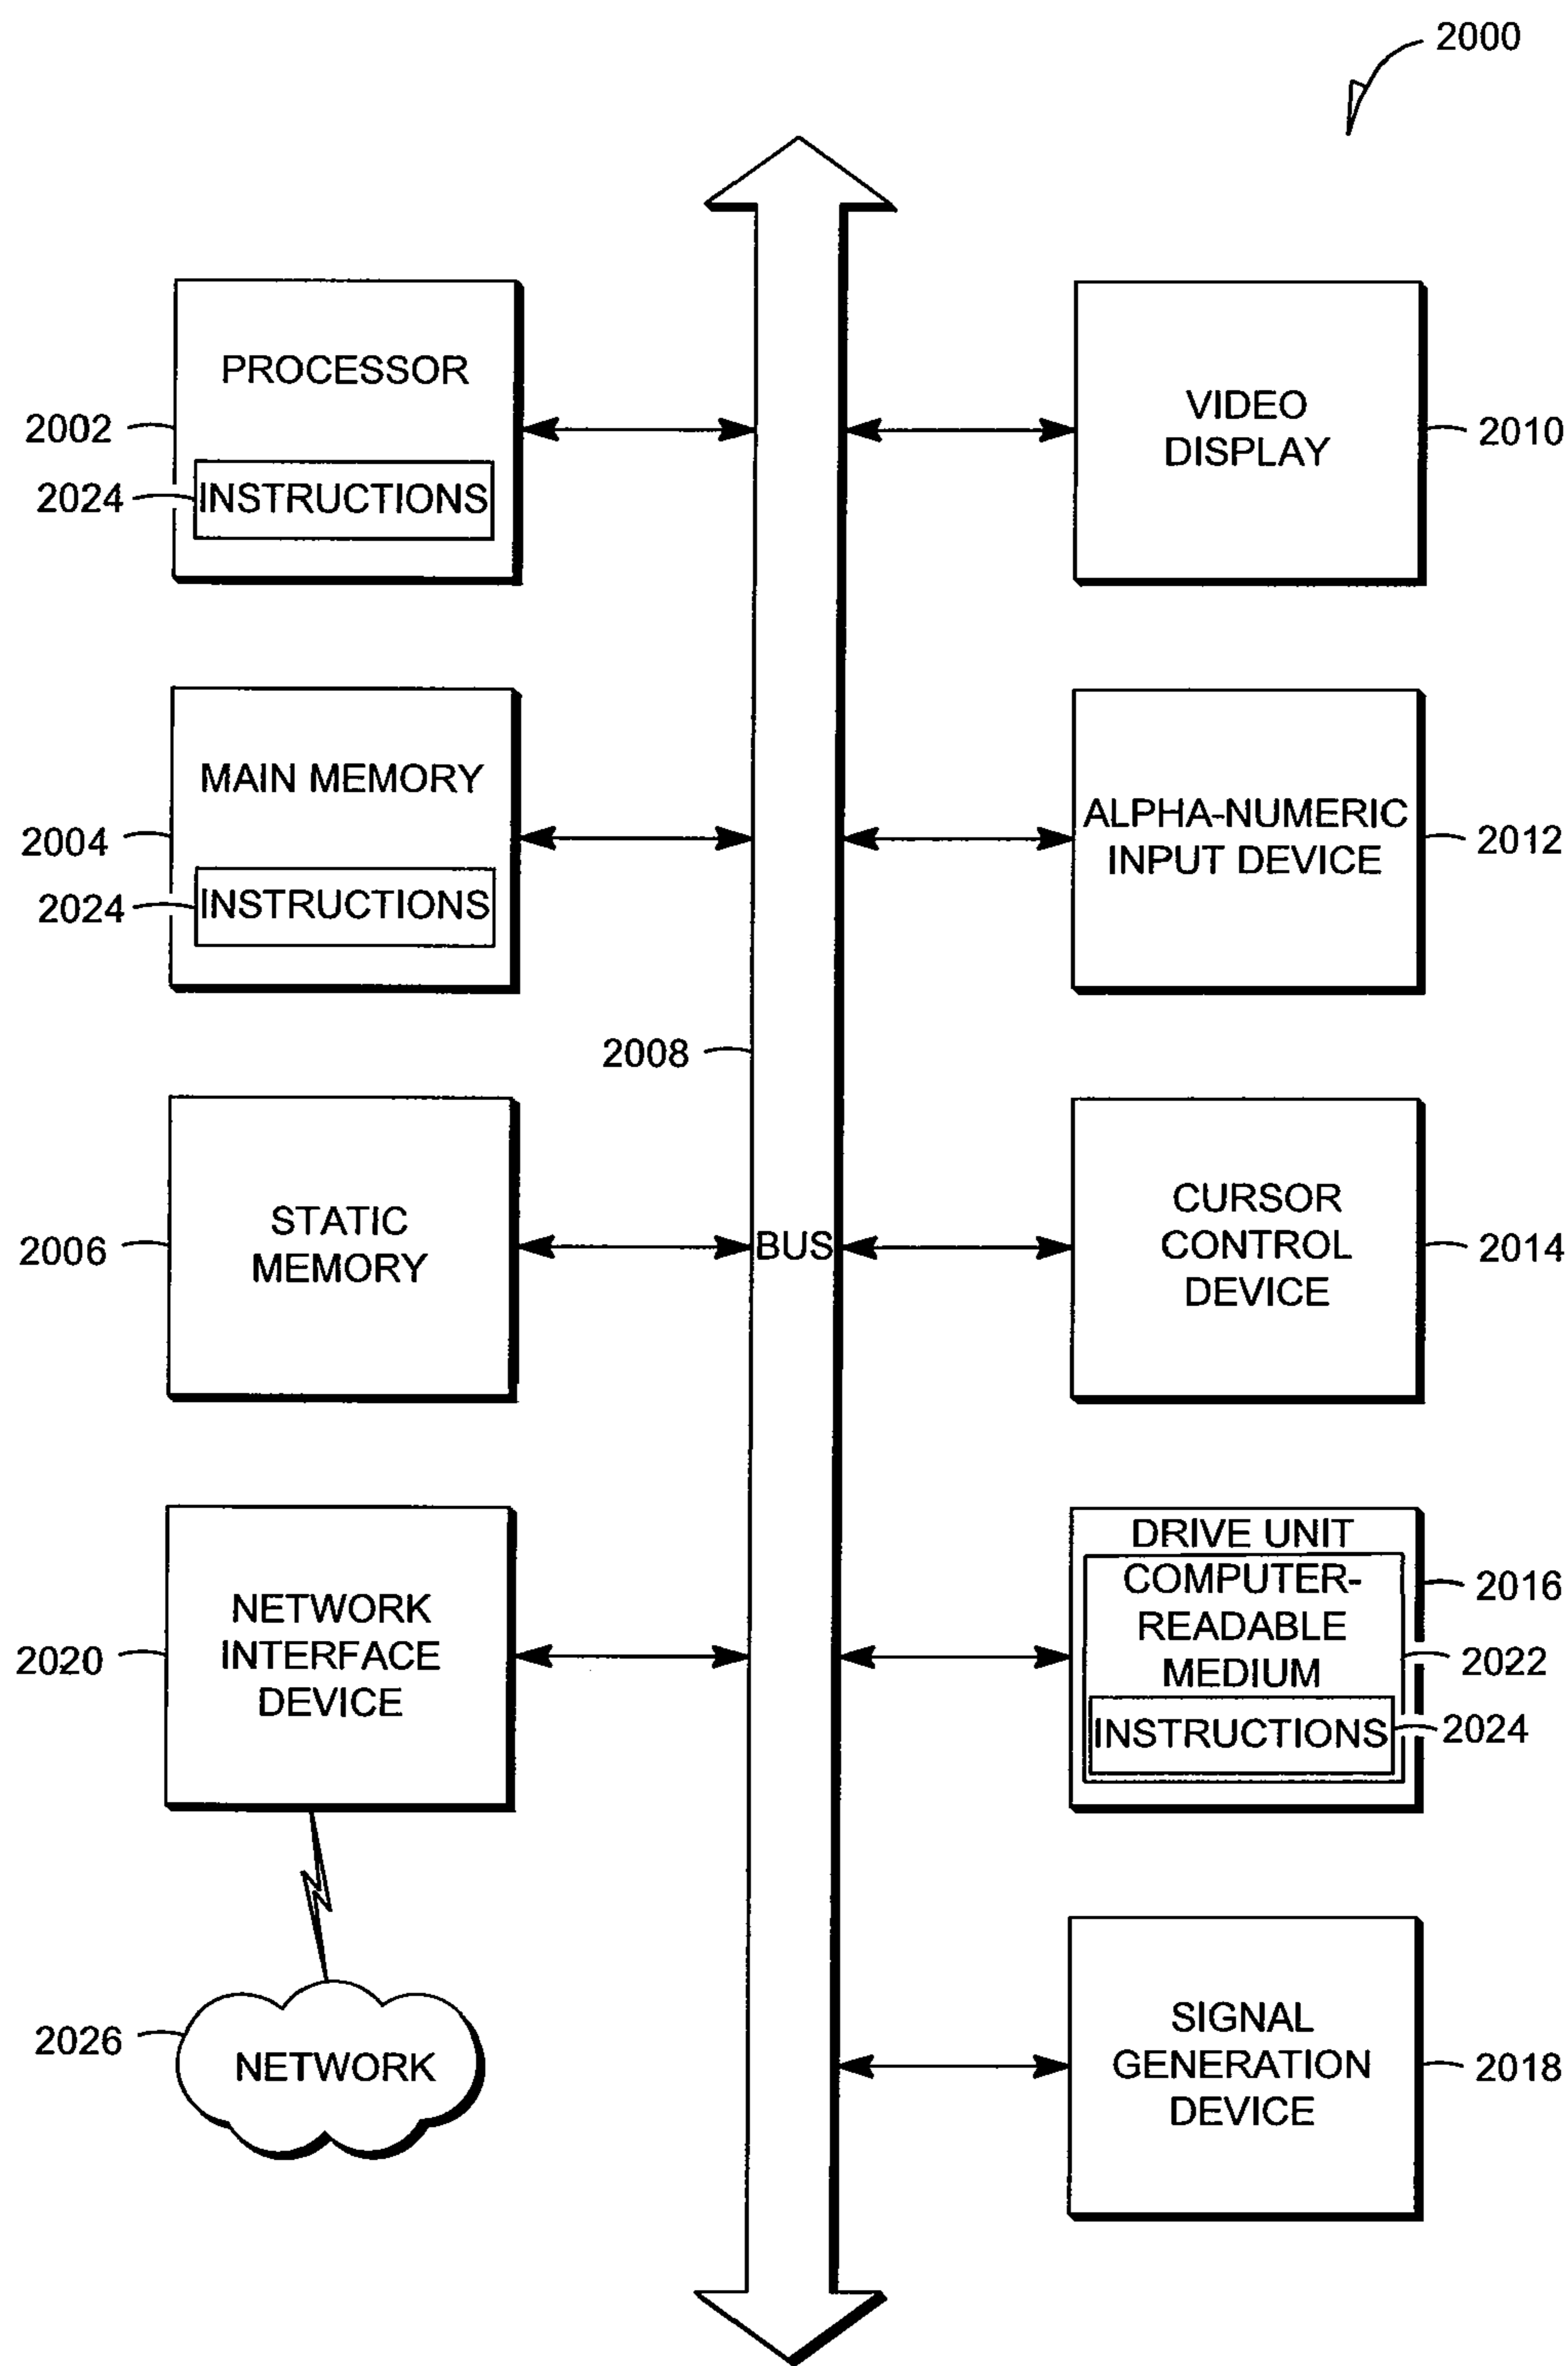 2000
PROCESSOR
2002
2024
INSTRUCTIONS
VIDEO
DISPLAY
2010
MAIN MEMORY
2004
2024
INSTRUCTIONS
ALPHA-NUMERIC
INPUT DEVICE
2012
2008
STATIC
MEMORY
2006
BUS
CURSOR
CONTROL
DEVICE
2014
NETWORK
INTERFACE
DEVICE
2020
DRIVE UNIT
COMPUTER-
READABLE
MEDIUM
INSTRUCTIONS
2016
2022
2024
2026
NETWORK
SIGNAL
GENERATION
DEVICE
2018